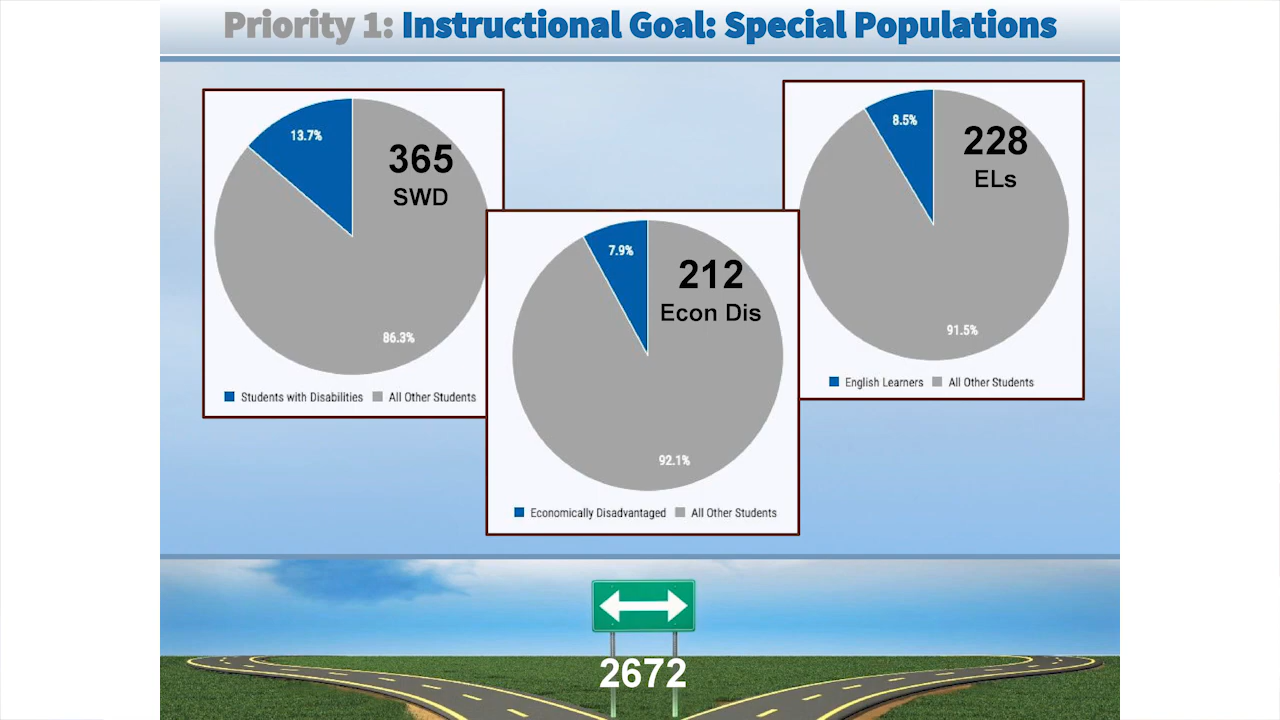 Priority 1: Instructional Goal: Special Populations
13.7%
365
SWD
86.3%
Students with Disabilities All Other Students
7.9%
212
Econ Dis
92.1%
Economically Disadvantaged All Other Students
8.5%
228
ELs
91.5%
English Learners All Other Students
2672